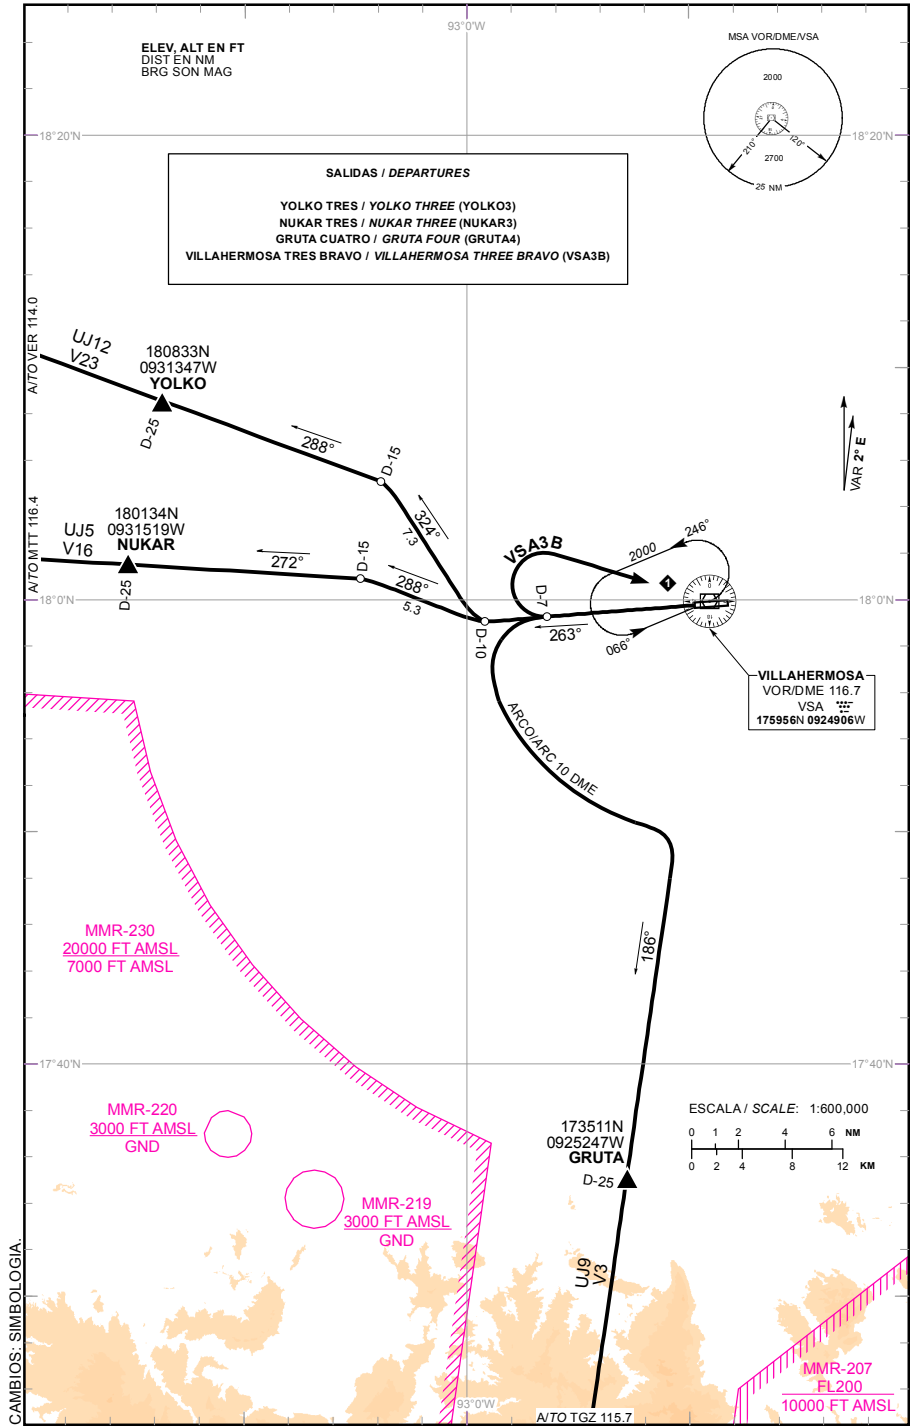 93°0'W
ELEV, ALT EN FT
DIST EN NM
BRG SON MAG
MSA VOR/DME/VSA
2000
210°
120°
2700
25 NM
18°20'N
18°20'N
SALIDAS / DEPARTURES
YOLKO TRES / YOLKO THREE (YOLKO3)
NUKAR TRES / NUKAR THREE (NUKAR3)
GRUTA CUATRO / GRUTA FOUR (GRUTA4)
VILLAHERMOSA TRES BRAVO / VILLAHERMOSA THREE BRAVO (VSA3B)
A/TO VER 114.0
UJ12
V23
180833N
0931347W
YOLKO
D-25
288°
D-15
324°
7.3
VAR 2° E
A/TO MTT 116.4
UJ5
V16
180134N
0931519W
NUKAR
D-25
272°
D-15
288°
5.3
D-10
VSA3B
D-7
263°
2000
246°
066°
1
18°0'N
18°0'N
VILLAHERMOSA
VOR/DME 116.7
VSA
175956N 0924906W
ARCO/ARC 10 DME
186°
MMR-230
20000 FT AMSL
7000 FT AMSL
17°40'N
17°40'N
MMR-220
3000 FT AMSL
GND
MMR-219
3000 FT AMSL
GND
173511N
0925247W
GRUTA
D-25
ESCALA / SCALE: 1:600,000
0 1 2 4 6 NM
0 2 4 8 12 KM
UJ9
V3
MMR-207
FL200
10000 FT AMSL
93°0'W
A/TO TGZ 115.7
CAMBIOS: SIMBOLOGIA.